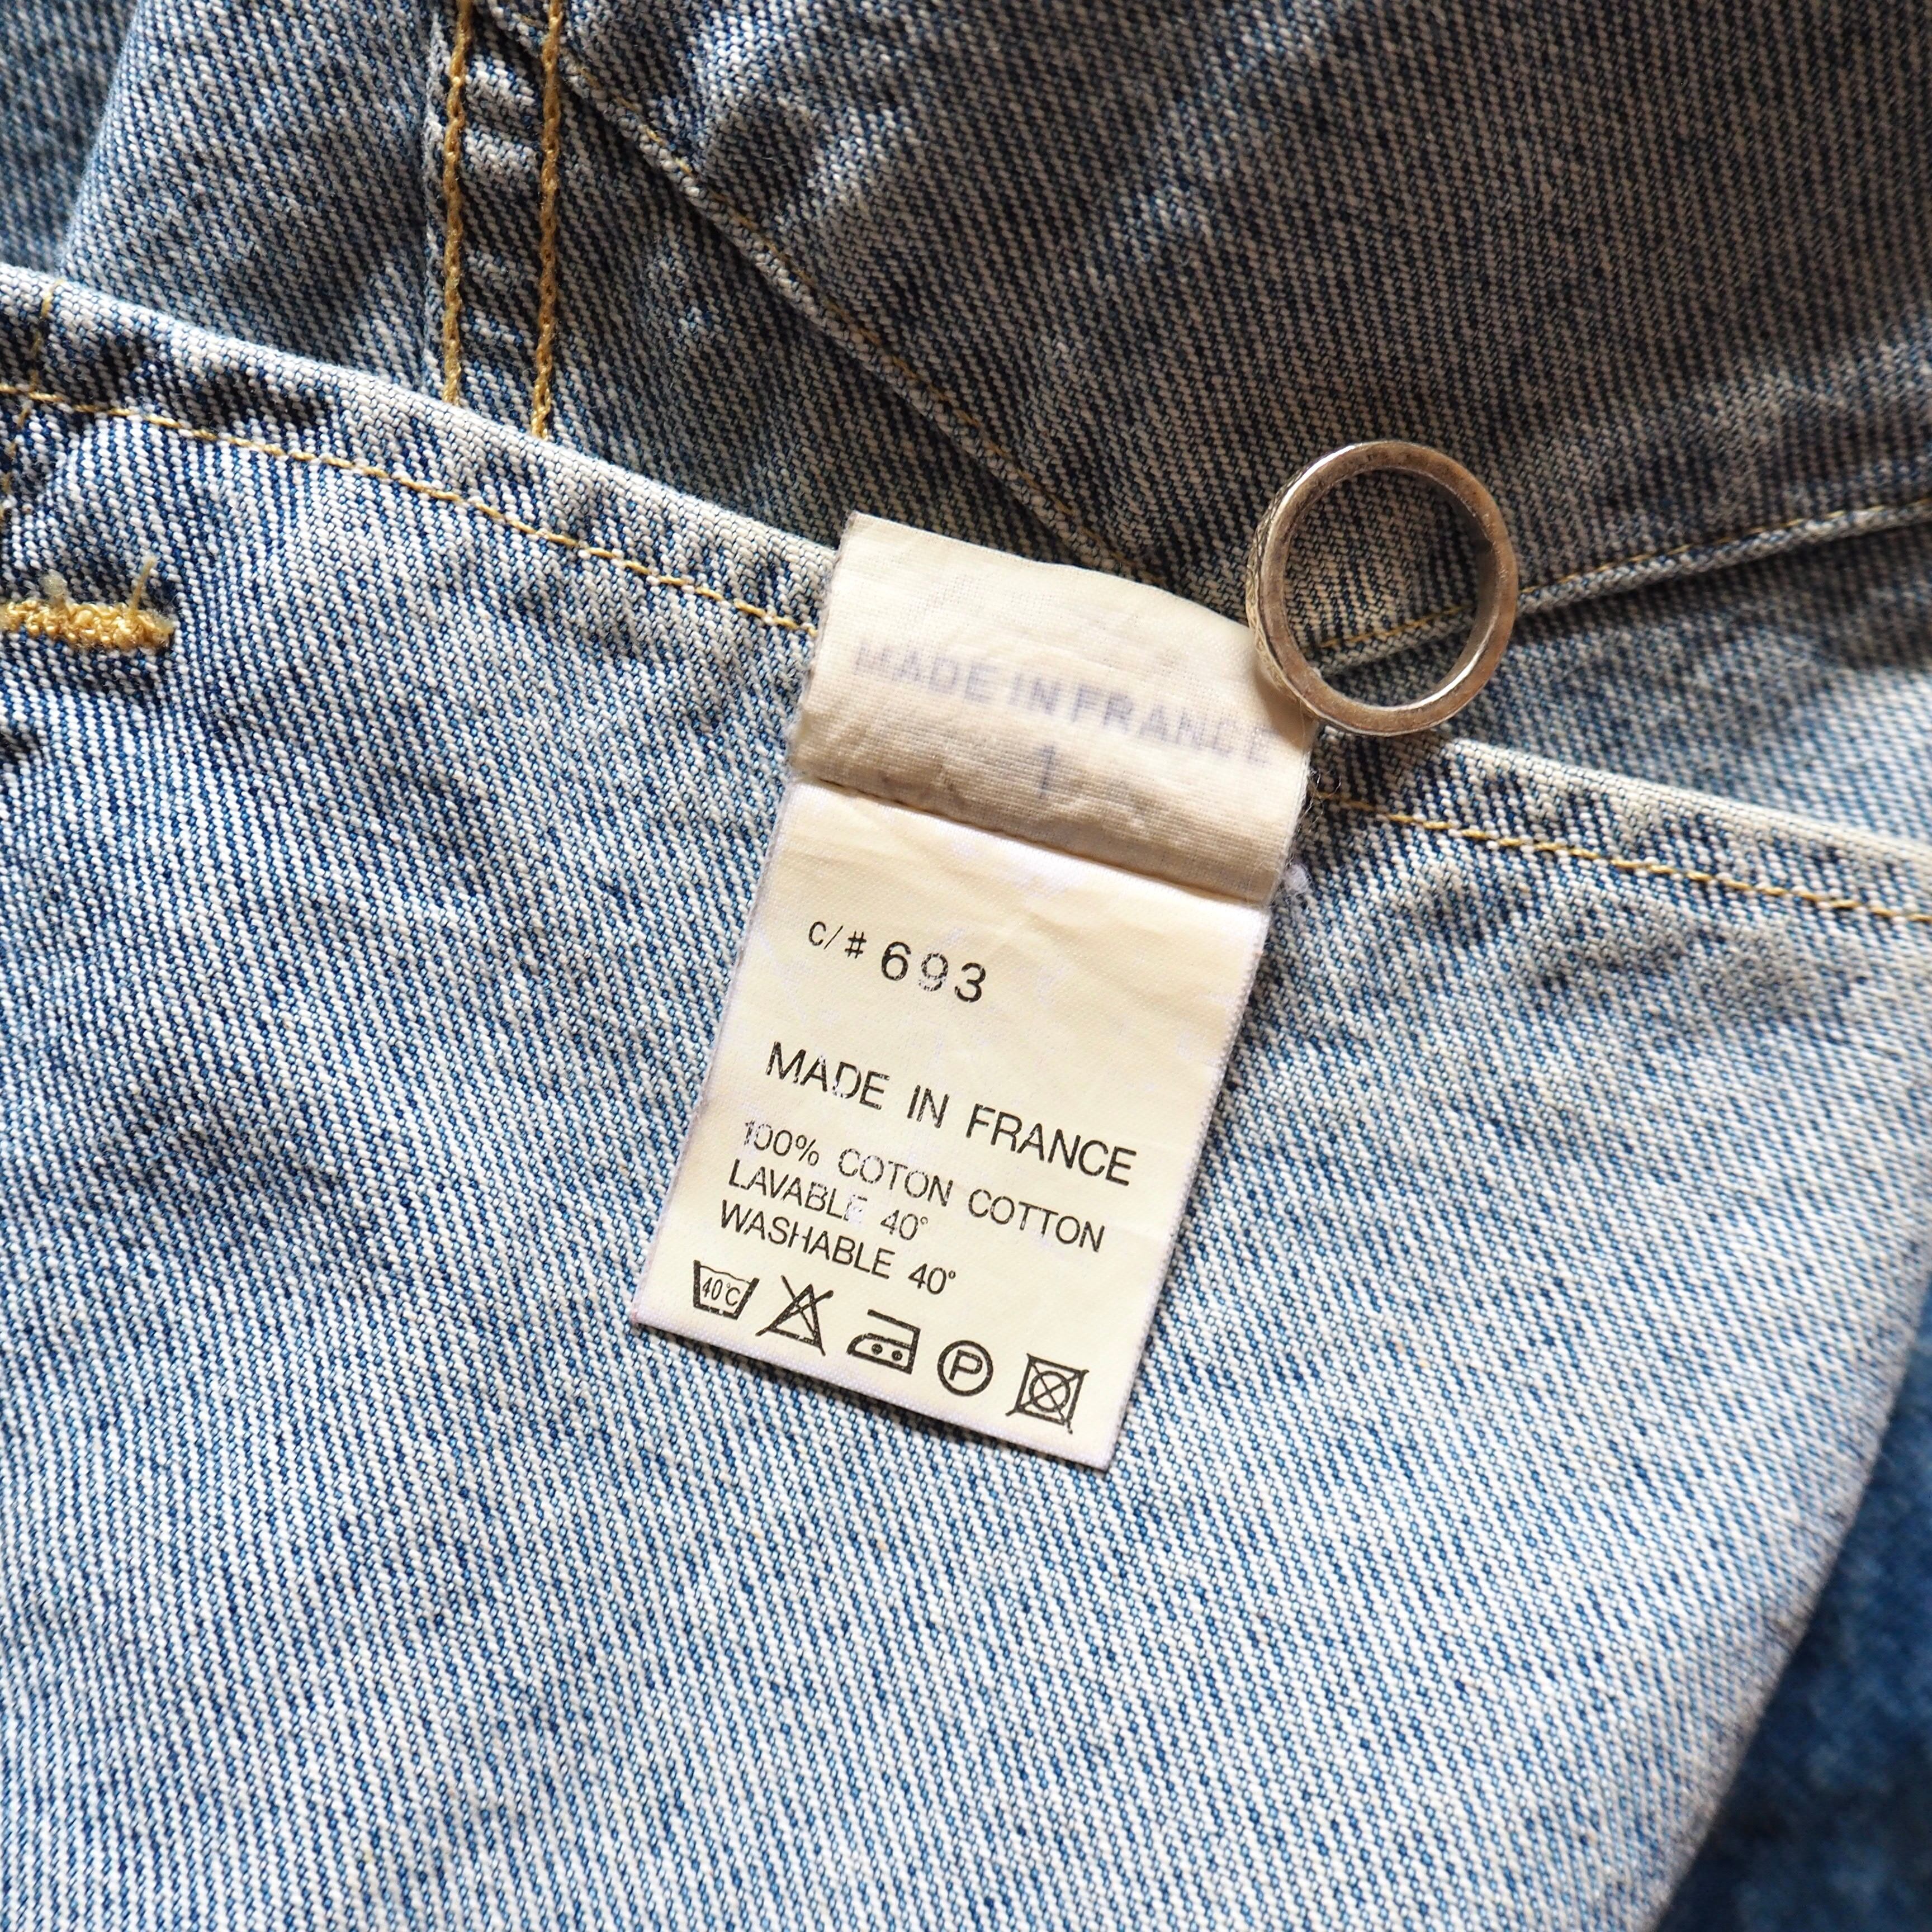 MADE IN FRANCE
1
c/# 693
MADE IN FRANCE
100% COTON COTTON
LAVABLE 40°
WASHABLE 40°
40°C P